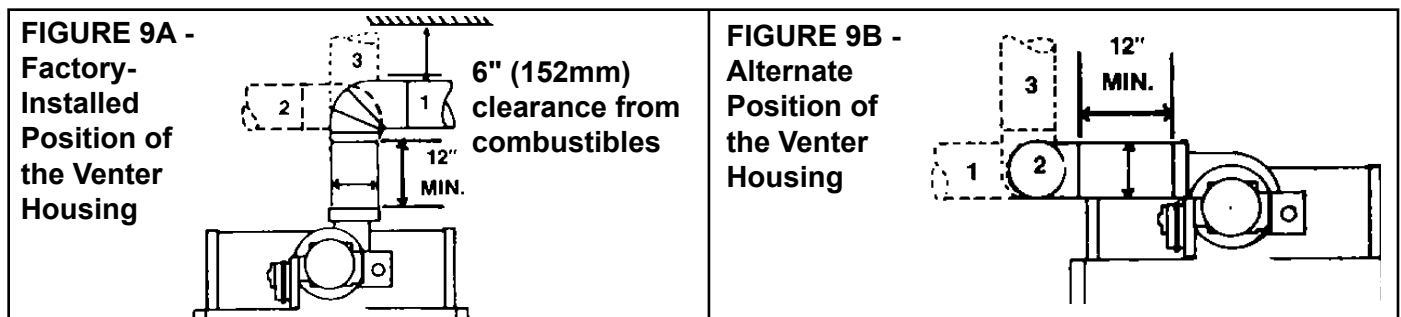 FIGURE 9A -
Factory-
Installed
Position of
the Venter
Housing
3
2
1
6" (152mm)
clearance from
combustibles
12"
MIN.
FIGURE 9B -
Alternate
Position of
the Venter
Housing
12"
MIN.
3
1
2